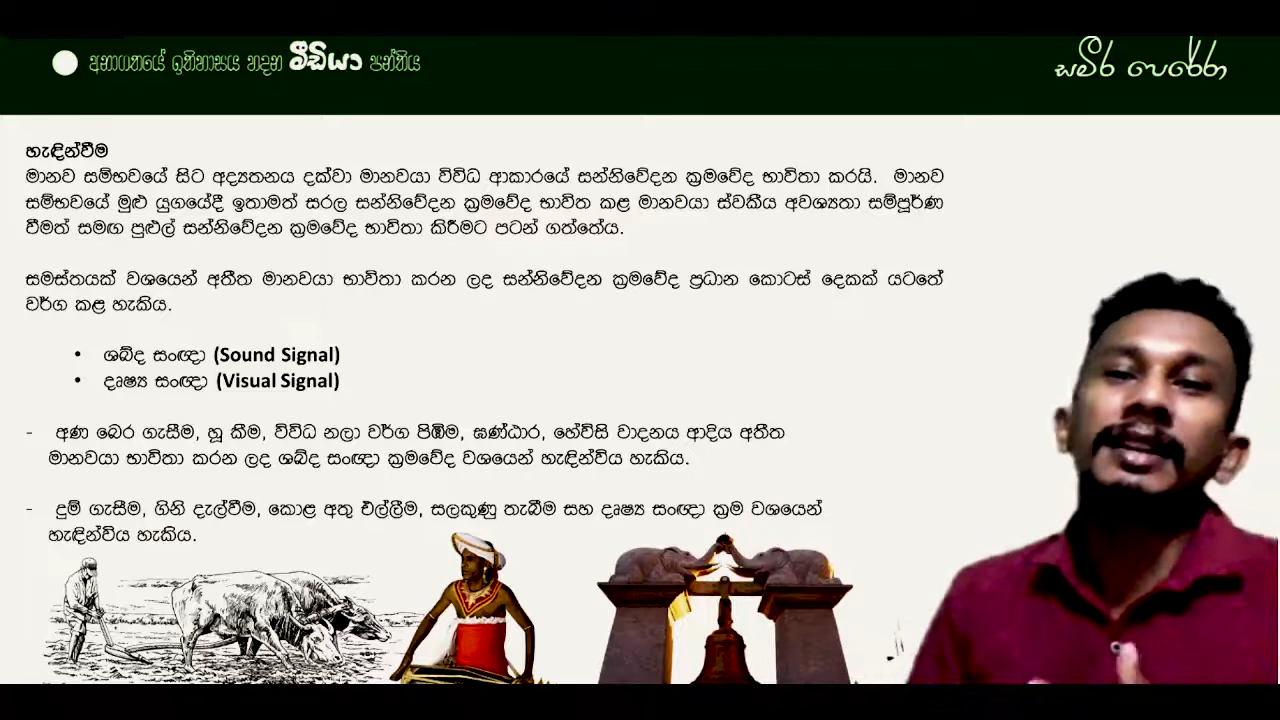 අනාගතයේ ඉතිහාසය හදන මීඩියා පන්තිය
සමීර පෙරේරා
හැඳින්වීම
මානව සම්භවයේ සිට අද්‍යතනය දක්වා මානවයා විවිධ ආකාරයේ සන්නිවේදන ක්‍රමවේද භාවිතා කරයි. මානව
සම්භවයේ මුළු යුගයේදී ඉතාමත් සරල සන්නිවේදන ක්‍රමවේද භාවිත කළ මානවයා ස්වකීය අවශ්‍යතා සම්පූර්ණ
වීමත් සමඟ පුළුල් සන්නිවේදන ක්‍රමවේද භාවිතා කිරීමට පටන් ගත්තේය.
සමස්තයක් වශයෙන් අතීත මානවයා භාවිතා කරන ලද සන්නිවේදන ක්‍රමවේද ප්‍රධාන කොටස් දෙකක් යටතේ
වර්ග කළ හැකිය.
• ශබ්ද සංඥා (Sound Signal)
• දෘෂ්‍ය සංඥා (Visual Signal)
- අණ බෙර ගැසීම, හූ කීම, විවිධ නලා වර්ග පිඹීම, ඝණ්ඨාර, හේවිසි වාදනය ආදිය අතීත
මානවයා භාවිතා කරන ලද ශබ්ද සංඥා ක්‍රමවේද වශයෙන් හැඳින්විය හැකිය.
- දුම් ගැසීම, ගිනි දැල්වීම, කොළ අතු එල්ලීම, සලකුණු තැබීම සහ දෘෂ්‍ය සංඥා ක්‍රම වශයෙන්
හැඳින්විය හැකිය.